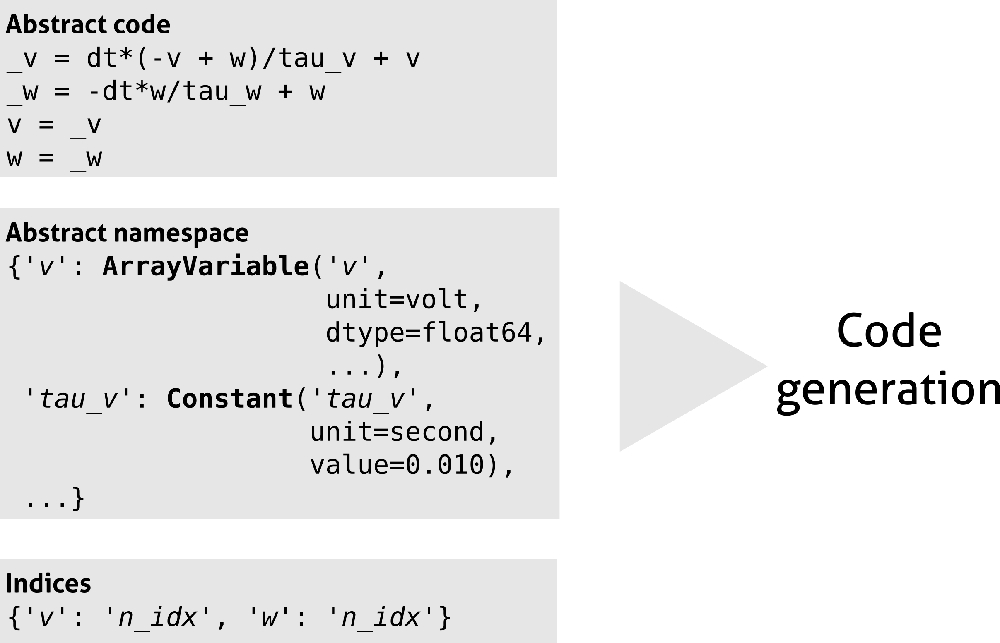 Abstract code
_v = dt*(-v + w)/tau_v + v
_w = -dt*w/tau_w + w
v = _v
w = _w
Abstract namespace
{'v': ArrayVariable('v',
unit=volt,
dtype=float64,
...),
'tau_v': Constant('tau_v',
unit=second,
value=0.010),
...}
Indices
{'v': 'n_idx', 'w': 'n_idx'}
Code
generation